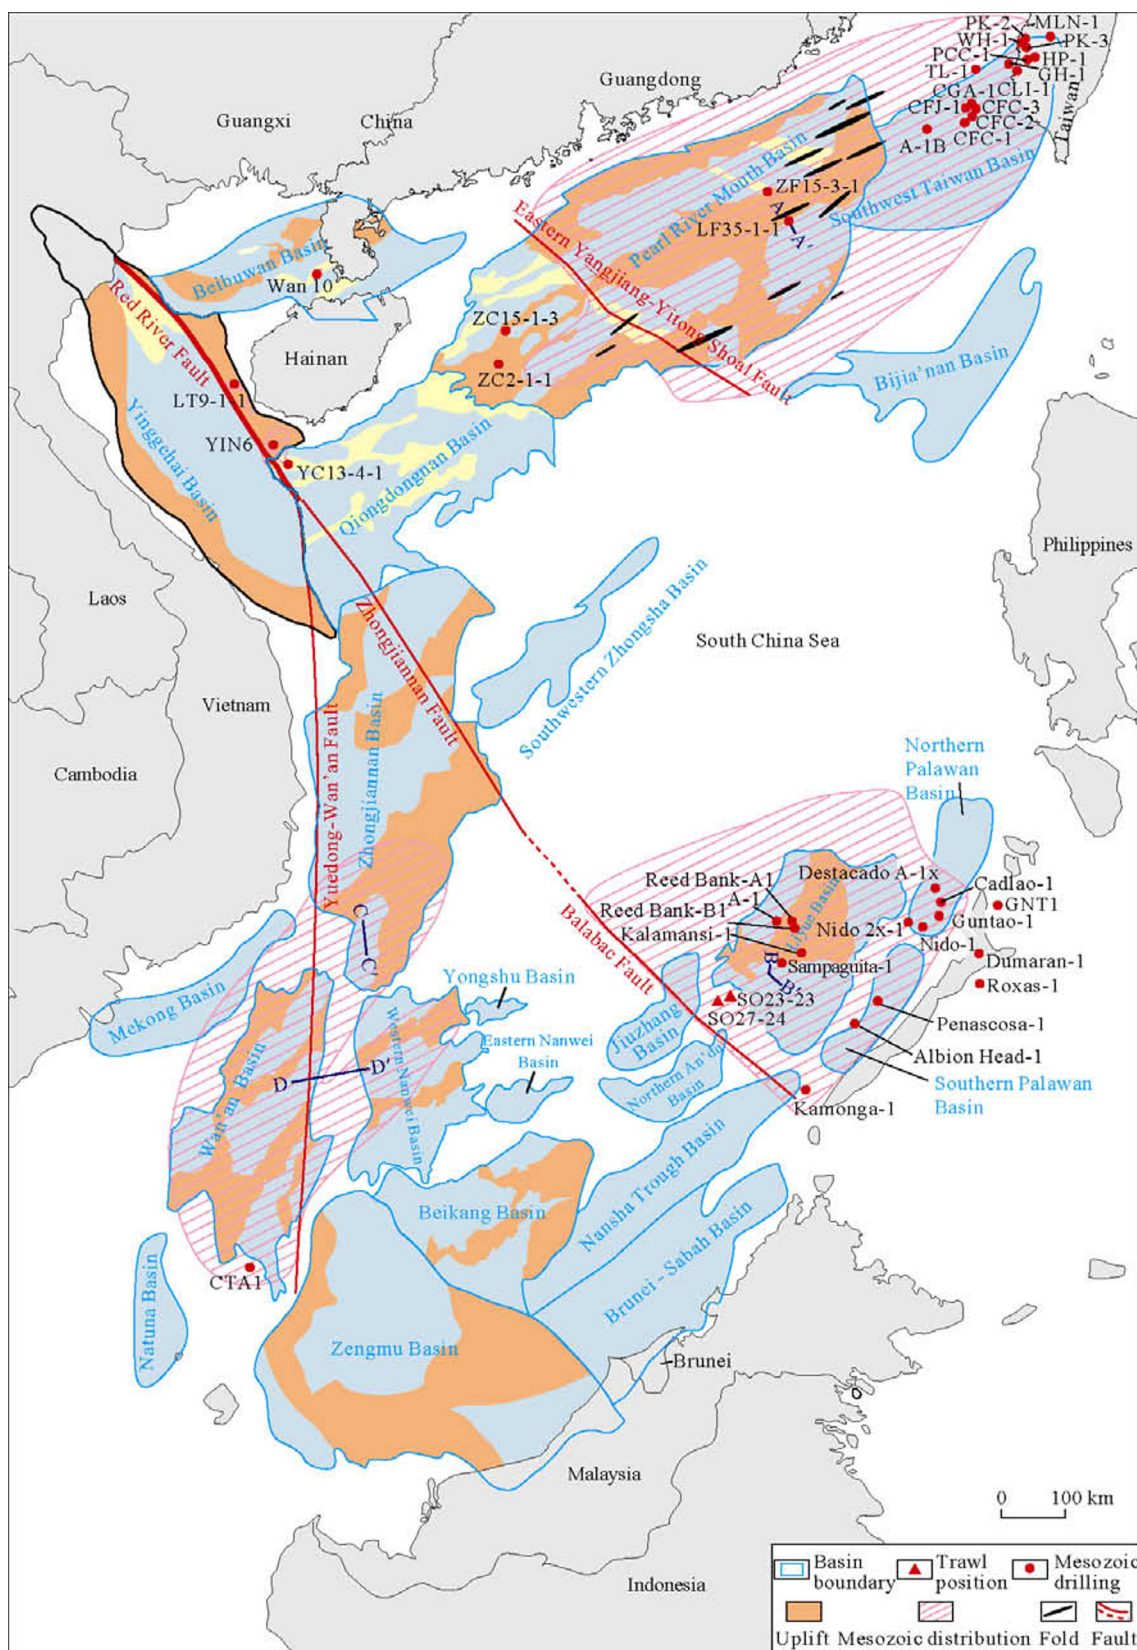 PK-2
MLN-1
WH-1
PK-3
PCC-1
HP-1
TL-1
GH-1
CGA-1
CLI-1
CFJ-1
CFC-3
CFC-2
A-1B
CFC-1
Taiwan
Guangdong
Guangxi
China
Pearl River Month Basin
Southwest Taiwan Basin
ZF15-3-1
A
LF35-1-1
A'
Eastern Yangjiang-Yitong Shoal Fault
Beibuwan Basin
Wan 10
Red River Fault
Hainan
ZC15-1-3
ZC2-1-1
Bijia'nan Basin
LT9-1-1
YIN6
YC13-4-1
Yinggehai Basin
Qiongdongnan Basin
Philippines
Laos
South China Sea
Southwestern Zhongsha Basin
Zhongjiannan Fault
Vietnam
Zhongjiannan Basin
Yuedong-Wan'an Fault
Cambodia
Northern
Palawan
Basin
Balabac Fault
Destacado A-1x
Reed Bank-A1
A-1
Reed Bank-B1
Kalamansi-1
Liyue Basin
Nido 2x-1
Cadlao-1
GNT1
Guntao-1
Nido-1
Sampaguita-1
Dumaran-1
Roxas-1
B
B'
SO23-23
SO27-24
Penascosa-1
Albion Head-1
Southern Palawan
Basin
Kamonga-1
C
C'
Yongshu Basin
Eastern Nanwei
Basin
Jiuzhang
Basin
Northern An'du
Basin
Mekong Basin
Wan'an Basin
D
D'
Western Nanwei Basin
Nansha Trough Basin
Beikang Basin
Brunei - Sabah Basin
CTA1
Natuna Basin
Zengmu Basin
Brunei
Malaysia
Indonesia
0 100 km
Basin
boundary
Trawl
position
Mesozoic
drilling
Uplift
Mesozoic distribution
Fold
Fault